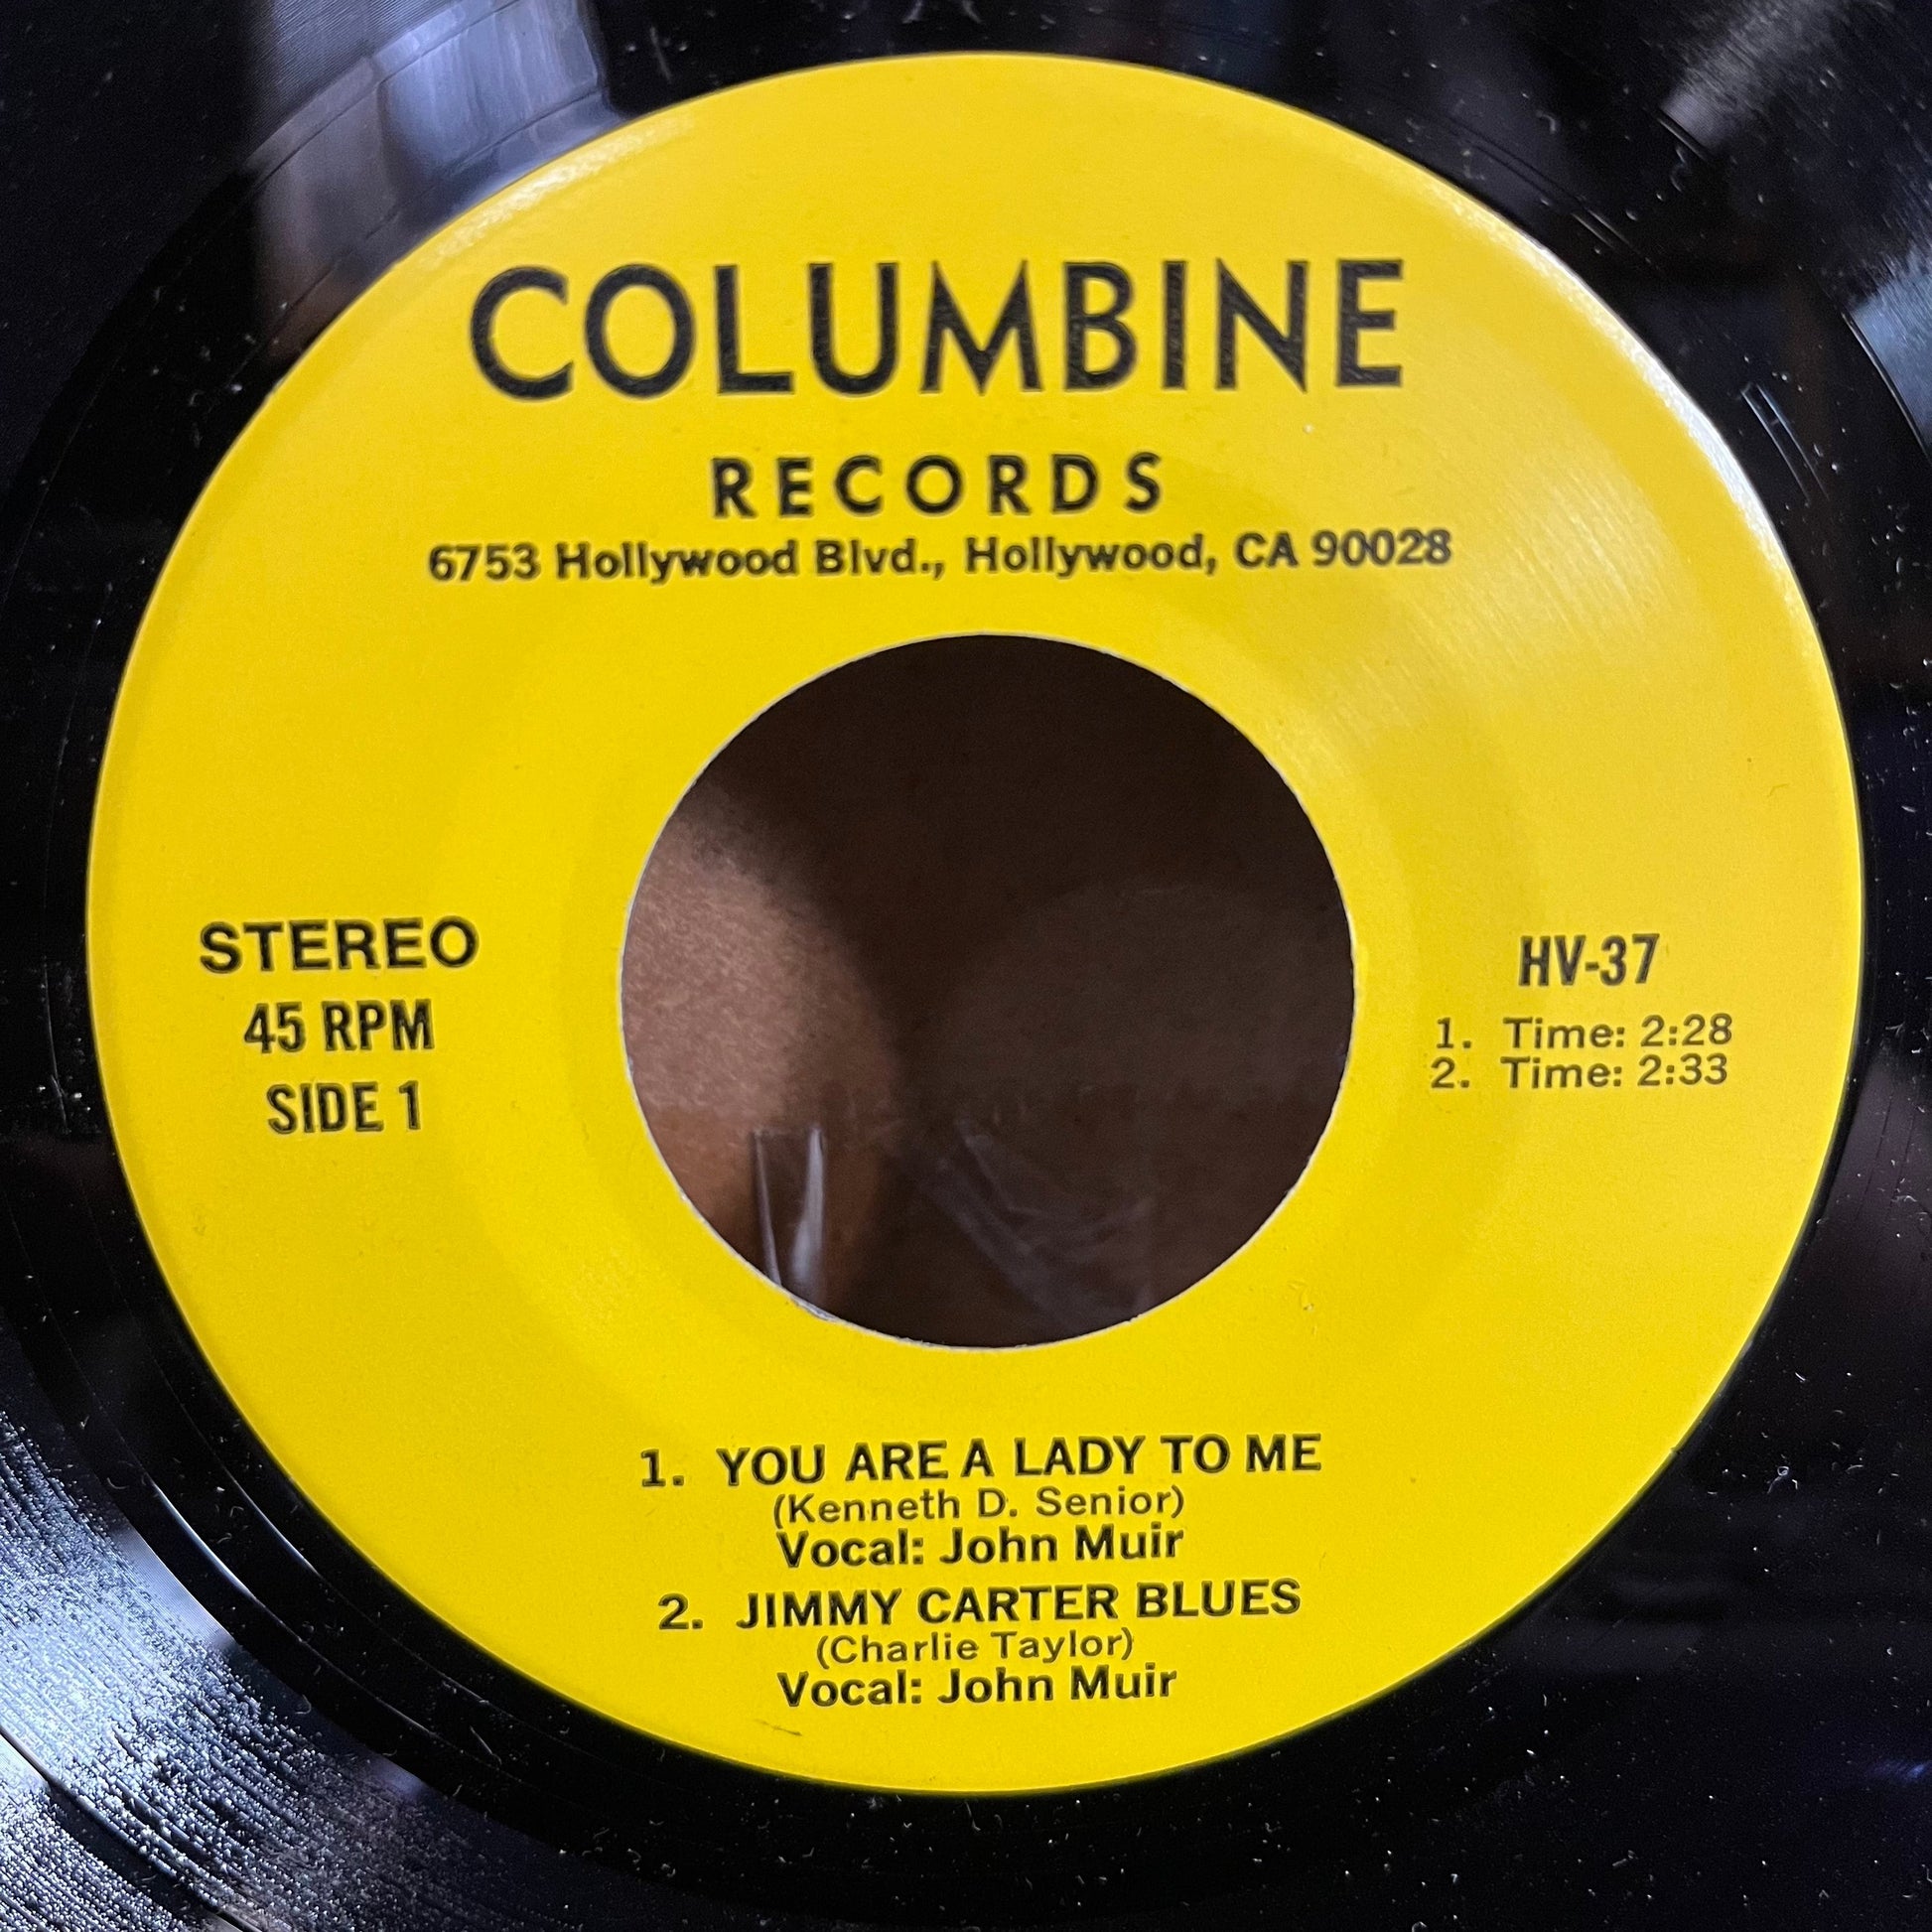 COLUMBINE
RECORDS
6753 Hollywood Blvd., Hollywood, CA 90028
STEREO
45 RPM
SIDE 1
HV-37
1. Time: 2:28
2. Time: 2:33
1. YOU ARE A LADY TO ME
(Kenneth D. Senior)
Vocal: John Muir
2. JIMMY CARTER BLUES
(Charlie Taylor)
Vocal: John Muir